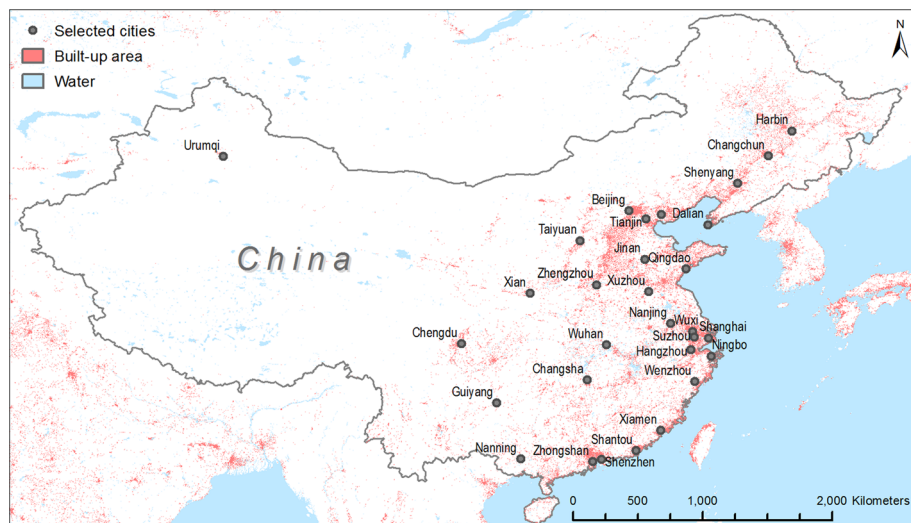 Selected cities
Built-up area
Water
N
Harbin
Urumqi
Changchun
Shenyang
Beijing
Tianjin
Dalian
Taiyuan
Jinan
China
Qingdao
Zhengzhou
Xuzhou
Xian
Nanjing
Wuxi
Shanghai
Chengdu
Wuhan
Suzhou
Ningbo
Hangzhou
Changsha
Wenzhou
Guiyang
Xiamen
Shantou
Nanning
Zhongshan
Shenzhen
0 500 1,000 2,000 Kilometers